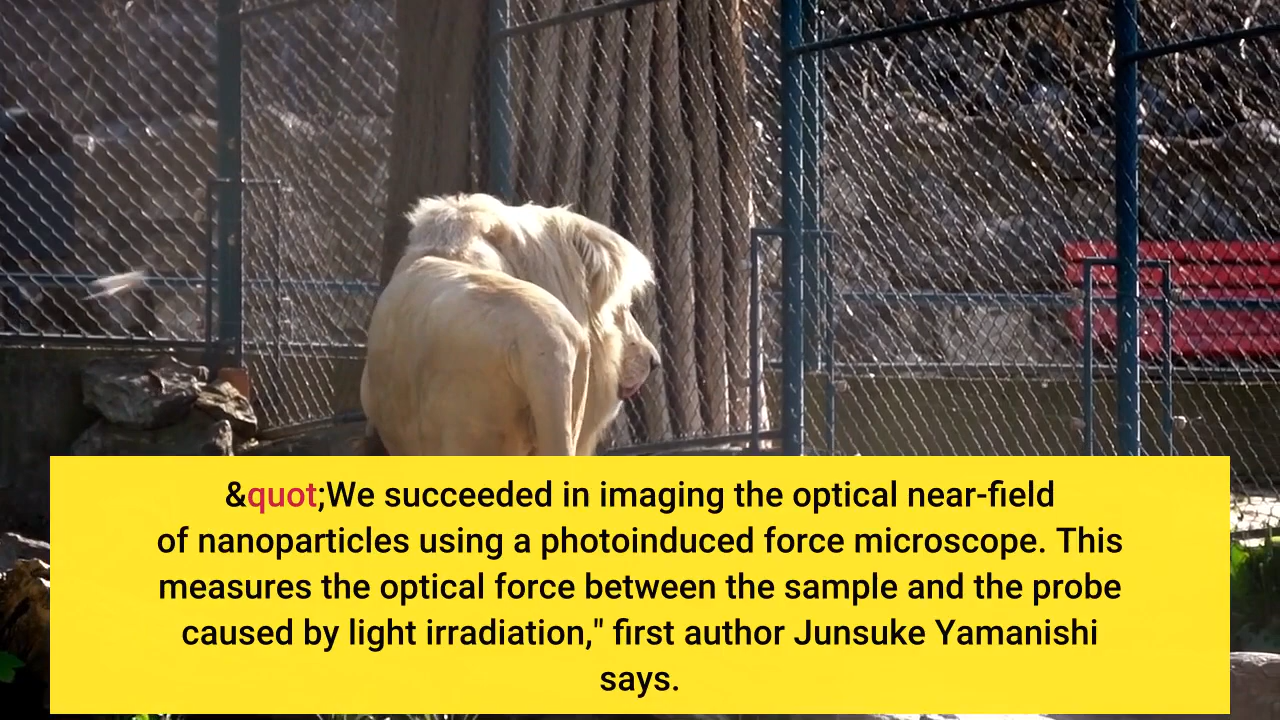 &quot;We succeeded in imaging the optical near-field
of nanoparticles using a photoinduced force microscope. This
measures the optical force between the sample and the probe
caused by light irradiation," first author Junsuke Yamanishi
says.